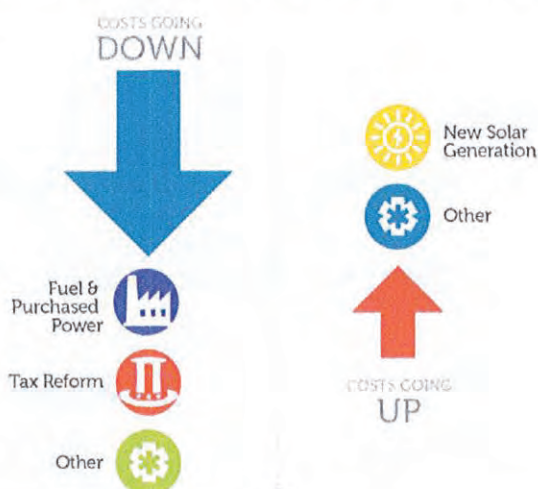 COSTS GOING
DOWN
Fuel &
Purchased
Power
Tax Reform
Other
New Solar
Generation
Other
COSTS GOING
UP